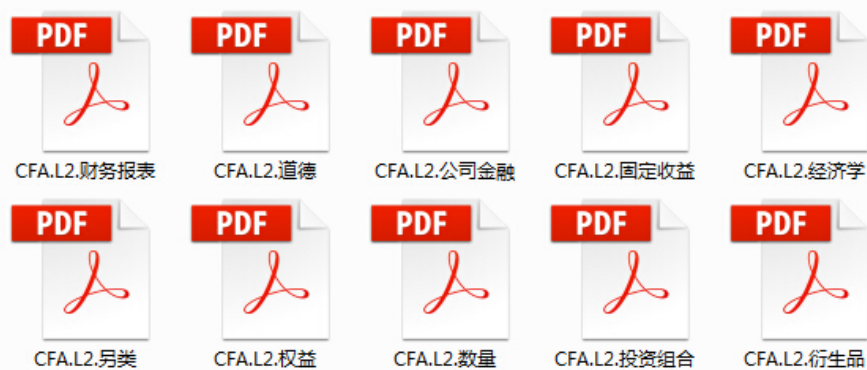 PDF PDF PDF PDF PDF
CFA.L2.财务报表 CFA.L2.道德 CFA.L2.公司金融 CFA.L2.固定收益 CFA.L2.经济学
PDF PDF PDF PDF PDF
CFA.L2.另类 CFA.L2.权益 CFA.L2.数量 CFA.L2.投资组合 CFA.L2.衍生品